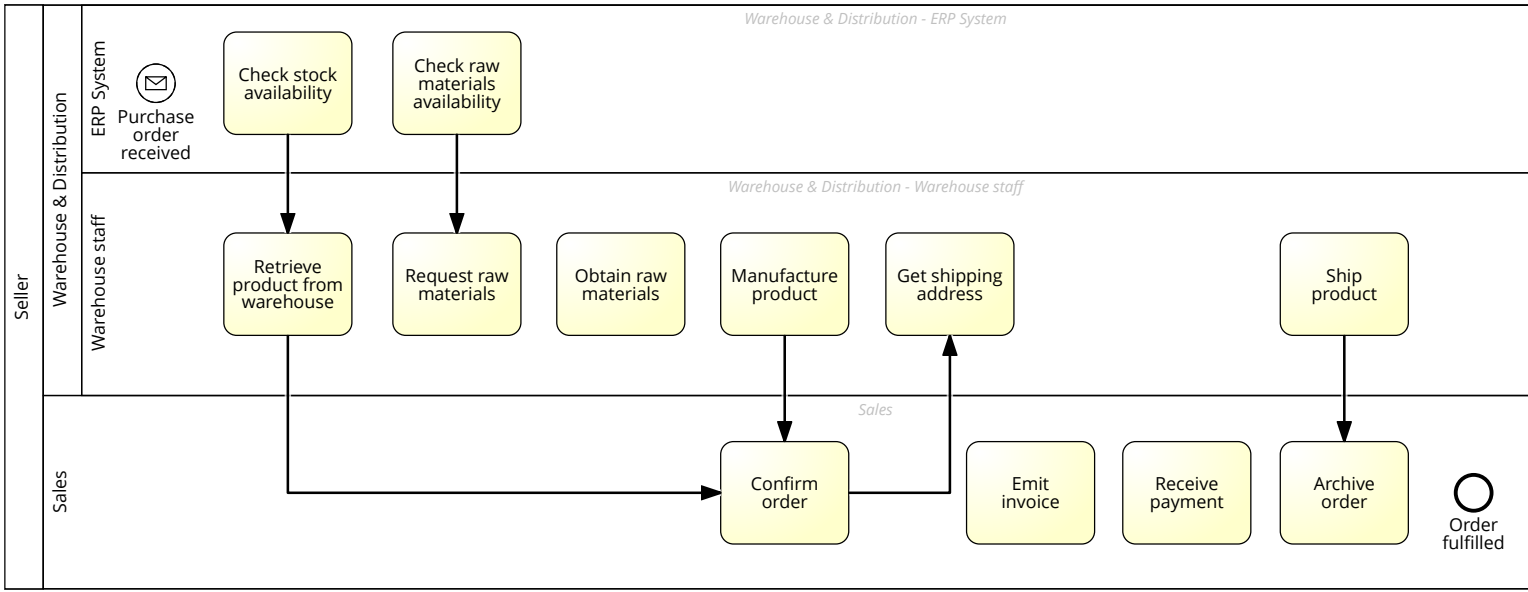 Seller
Warehouse & Distribution
ERP System
Warehouse & Distribution - ERP System
Purchase
order
received
Check stock
availability
Check raw
materials
availability
Warehouse staff
Warehouse & Distribution - Warehouse staff
Retrieve
product from
warehouse
Request raw
materials
Obtain raw
materials
Manufacture
product
Get shipping
address
Ship
product
Sales
Sales
Confirm
order
Emit
invoice
Receive
payment
Archive
order
Order
fulfilled